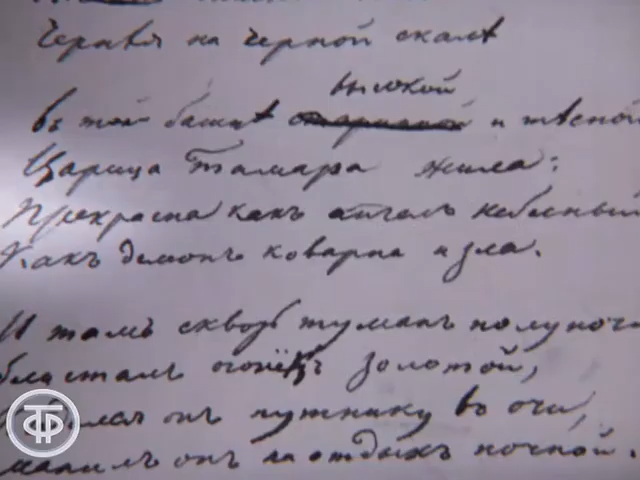 Чернѣя на черной скалѣ
высокой
Въ той башнѣ старинной и тѣсной
Царица Тамара жила:
Прекрасна какъ ангелъ небесный
Какъ демонъ коварна и зла.
И тамъ сквозь туманъ полуночи
блисталъ огонёкъ золотой,
онъ путнику въ очи,
манилъ онъ на отдыхъ ночной.